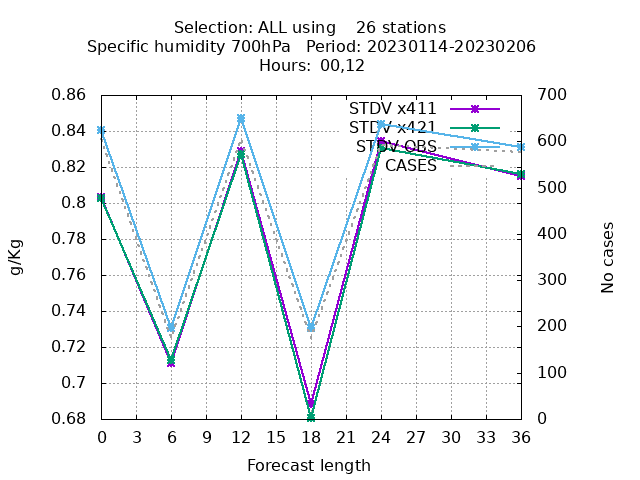 Selection: ALL using    26 stations
Specific humidity 700hPa   Period: 20230114-20230206
Hours:  00,12
STDV x411
STDV x421
STDV OBS
CASES
0.86
0.84
0.82
0.8
0.78
0.76
0.74
0.72
0.7
0.68
g/Kg
700
600
500
400
300
200
100
0
No cases
0 3 6 9 12 15 18 21 24 27 30 33 36
Forecast length